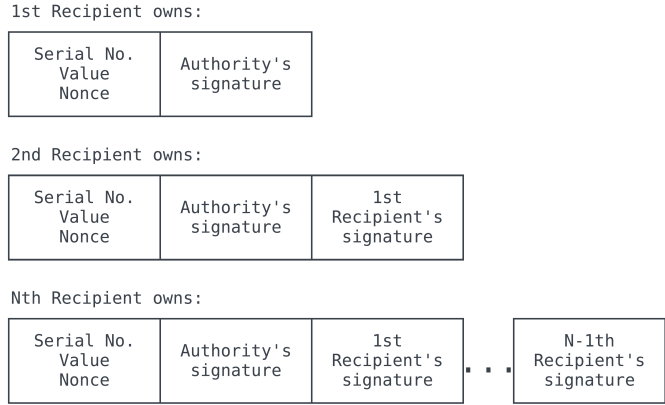 1st Recipient owns:
Serial No.
Value
Nonce
Authority's
signature
2nd Recipient owns:
Serial No.
Value
Nonce
Authority's
signature
1st
Recipient's
signature
Nth Recipient owns:
Serial No.
Value
Nonce
Authority's
signature
1st
Recipient's
signature
...
N-1th
Recipient's
signature